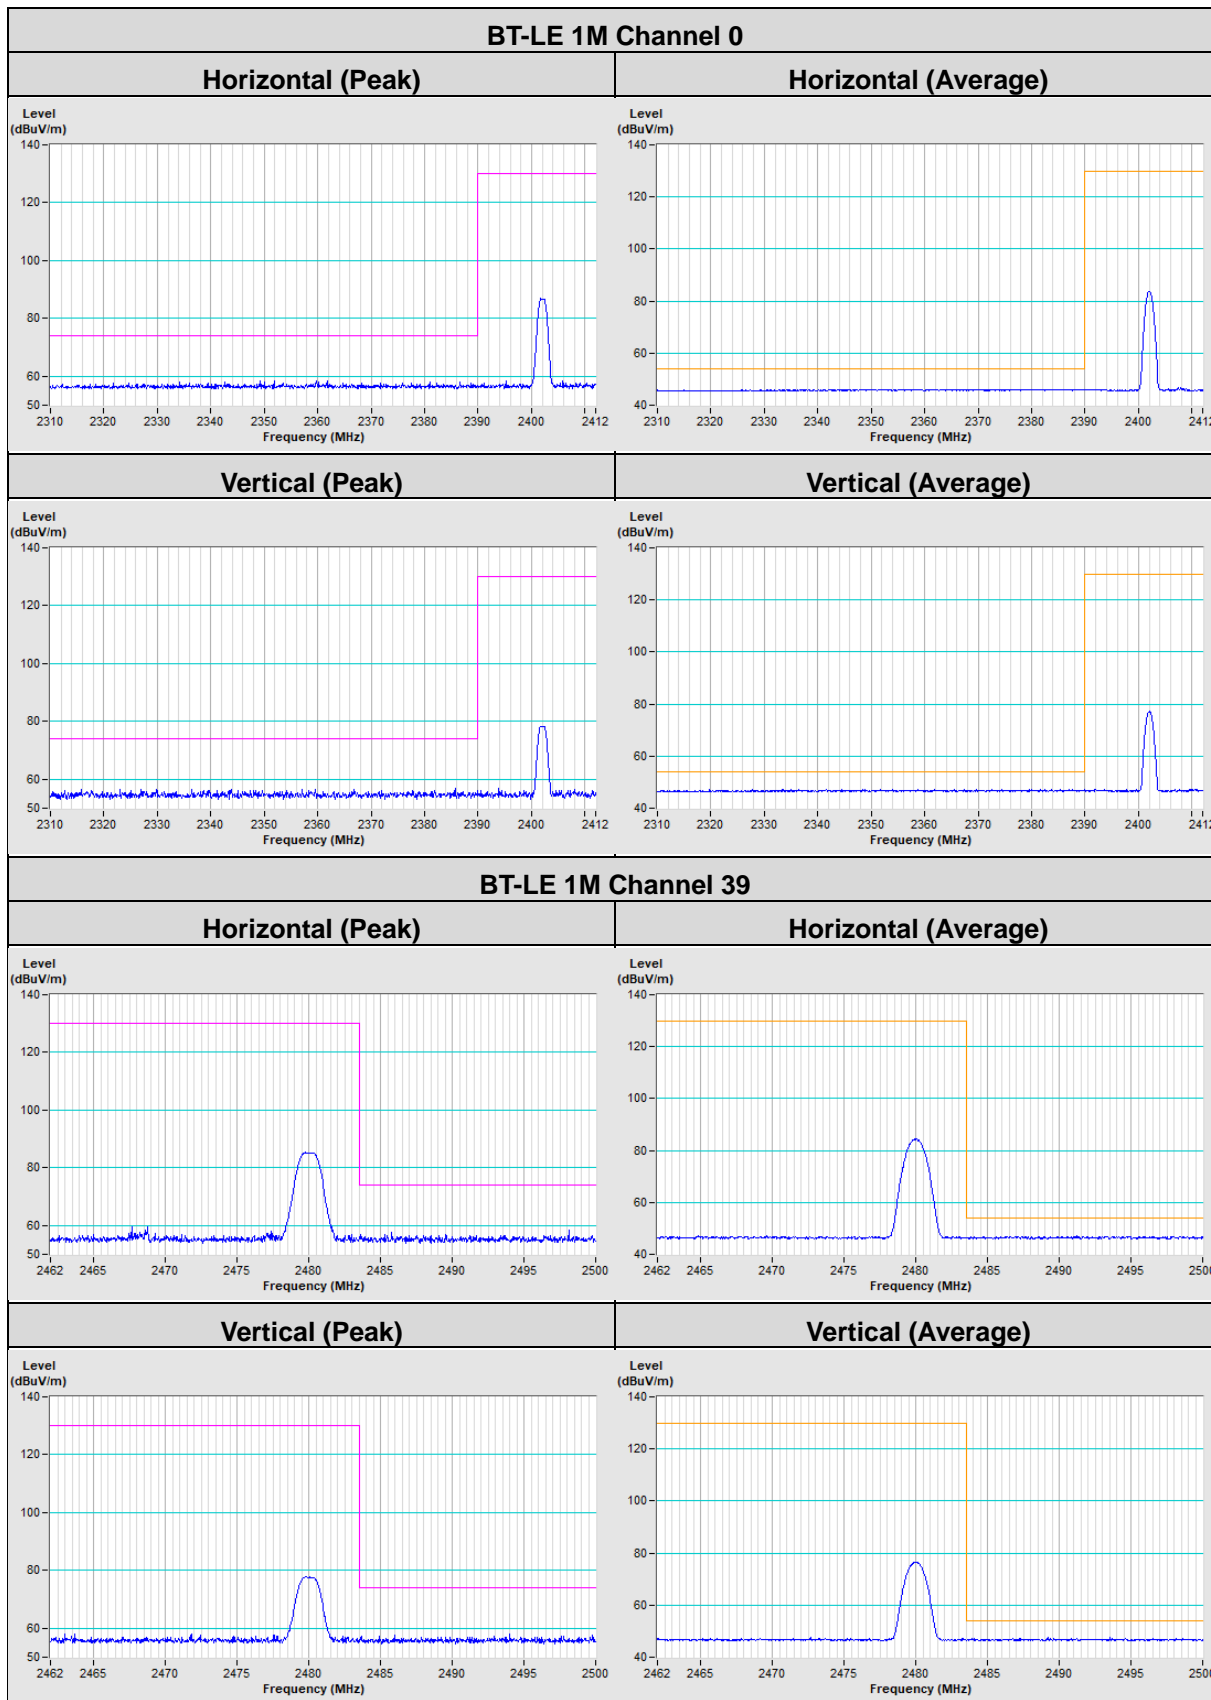 BT-LE 1M Channel 0
Horizontal (Peak)
Horizontal (Average)
Level
(dBuV/m)
140
120
100
80
60
50
2310 2320 2330 2340 2350 2360 2370 2380 2390 2400 2412
Frequency (MHz)
Level
(dBuV/m)
140
120
100
80
60
40
2310 2320 2330 2340 2350 2360 2370 2380 2390 2400 2412
Frequency (MHz)
Vertical (Peak)
Vertical (Average)
Level
(dBuV/m)
140
120
100
80
60
50
2310 2320 2330 2340 2350 2360 2370 2380 2390 2400 2412
Frequency (MHz)
Level
(dBuV/m)
140
120
100
80
60
40
2310 2320 2330 2340 2350 2360 2370 2380 2390 2400 2412
Frequency (MHz)
BT-LE 1M Channel 39
Horizontal (Peak)
Horizontal (Average)
Level
(dBuV/m)
140
120
100
80
60
50
2462 2465 2470 2475 2480 2485 2490 2495 2500
Frequency (MHz)
Level
(dBuV/m)
140
120
100
80
60
40
2462 2465 2470 2475 2480 2485 2490 2495 2500
Frequency (MHz)
Vertical (Peak)
Vertical (Average)
Level
(dBuV/m)
140
120
100
80
60
50
2462 2465 2470 2475 2480 2485 2490 2495 2500
Frequency (MHz)
Level
(dBuV/m)
140
120
100
80
60
40
2462 2465 2470 2475 2480 2485 2490 2495 2500
Frequency (MHz)